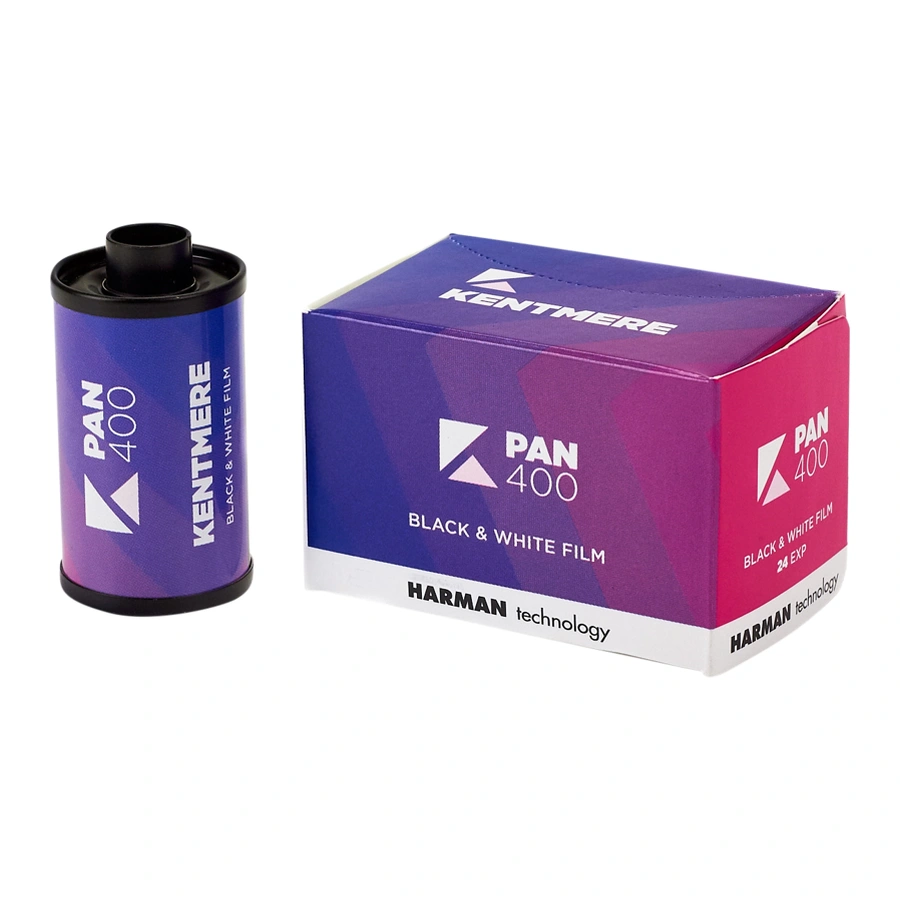 PAN
400
KENTMERE
BLACK & WHITE FILM
KENTMERE
PAN
400
BLACK & WHITE FILM
HARMAN technology
PAN
400
BLACK & WHITE FILM
24 EXP
HARMAN technology